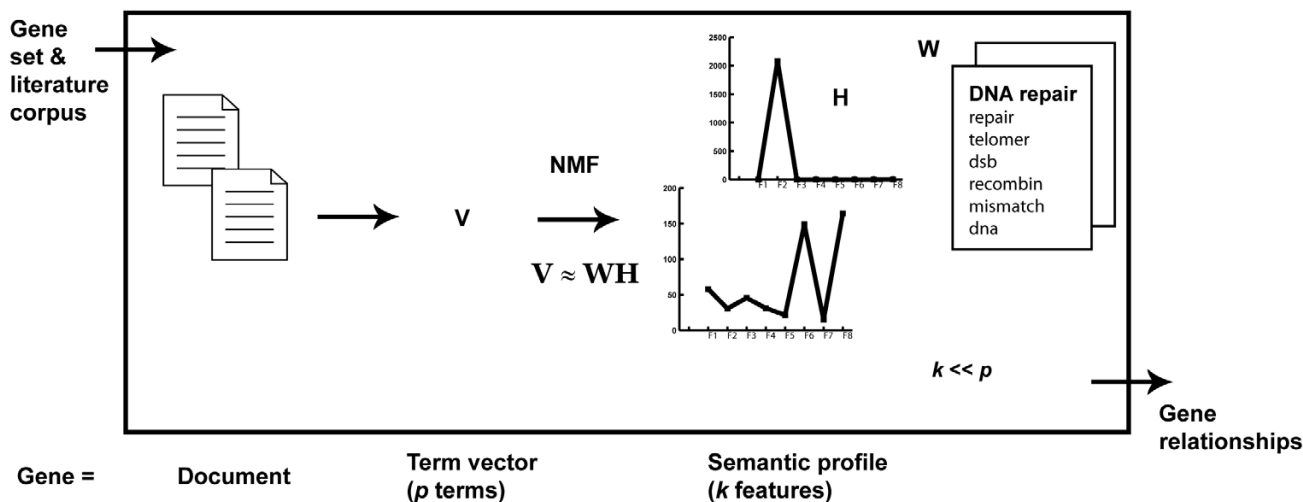 Gene
set &
literature
corpus
V
NMF
V ≈ WH
2500
2000
1500
1000
500
0
F1 F2 F3 F4 F5 F6 F7 F8
H
200
150
100
50
0
F1 F2 F3 F4 F5 F6 F7 F8
W
DNA repair
repair
telomer
dsb
recombin
mismatch
dna
k << p
Gene
relationships
Gene =
Document
Term vector
(p terms)
Semantic profile
(k features)